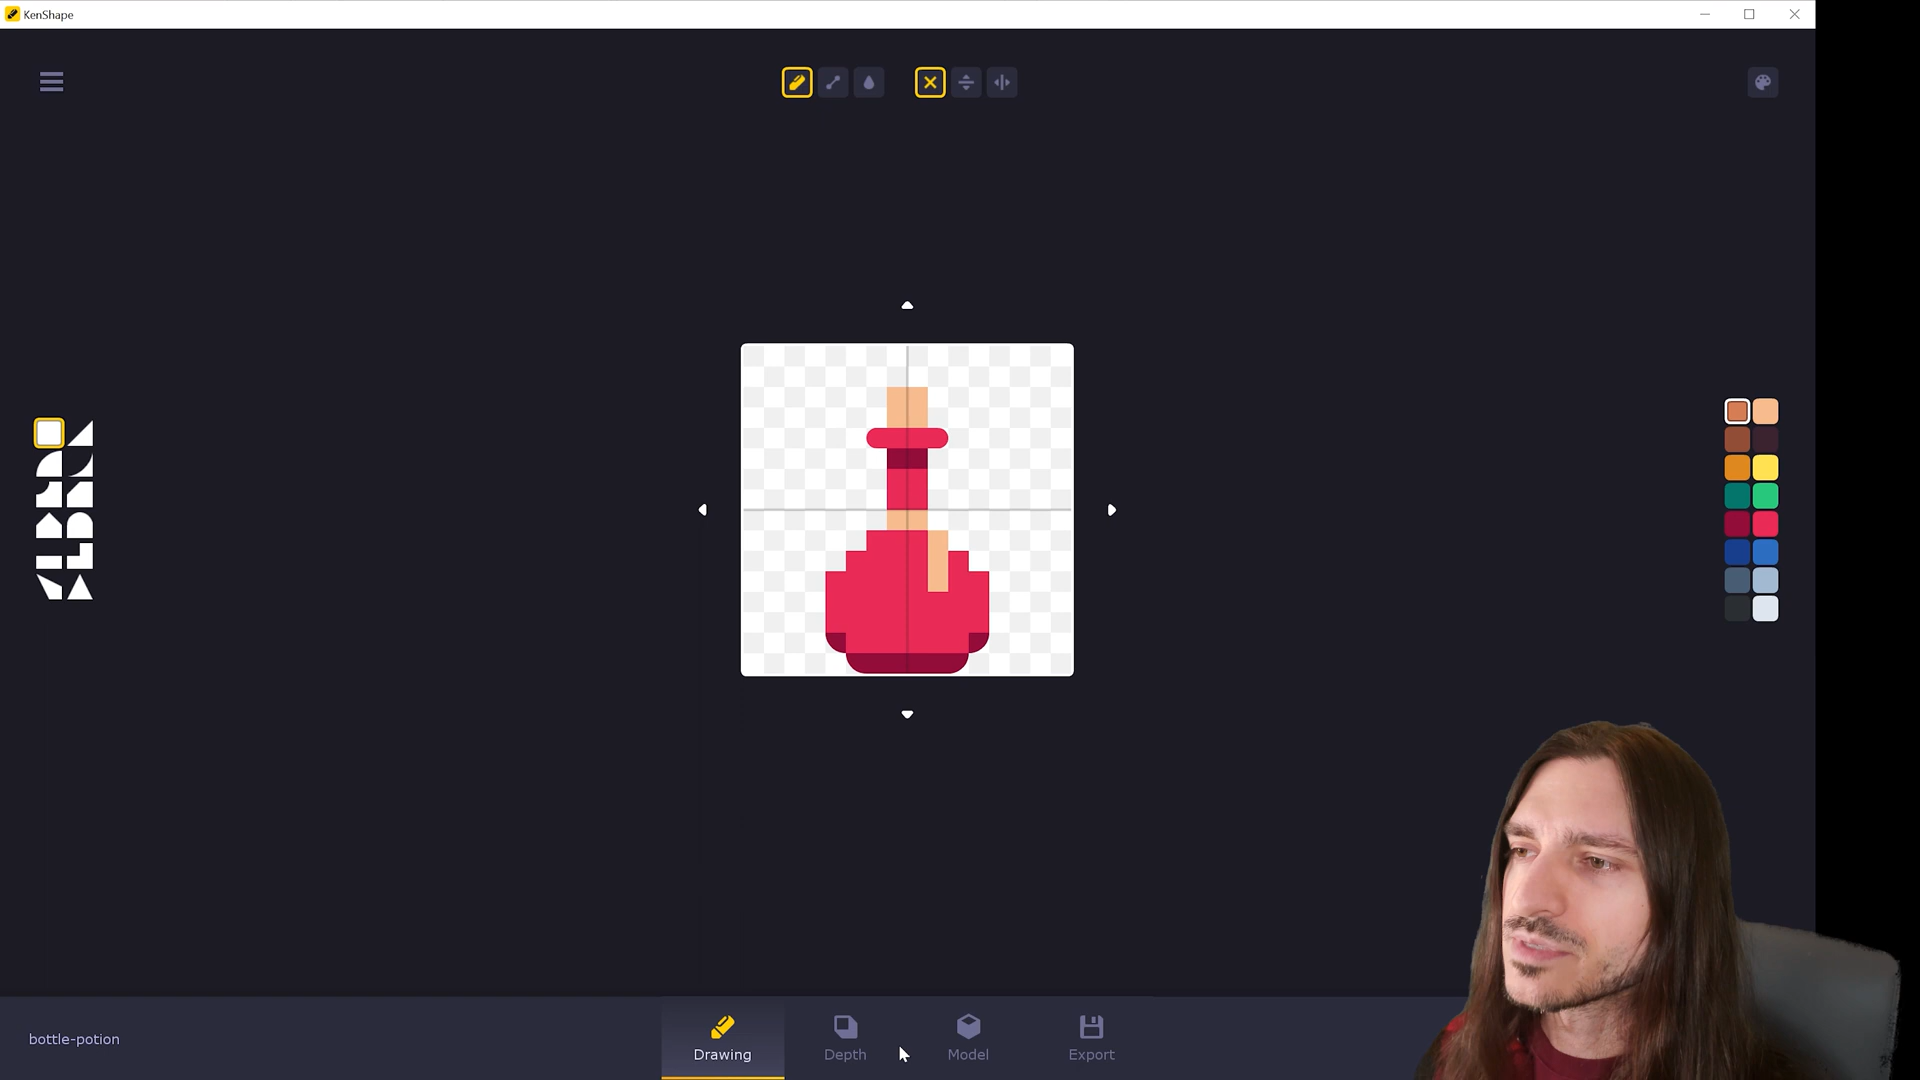 KenShape
bottle-potion
Drawing
Depth
Model
Export